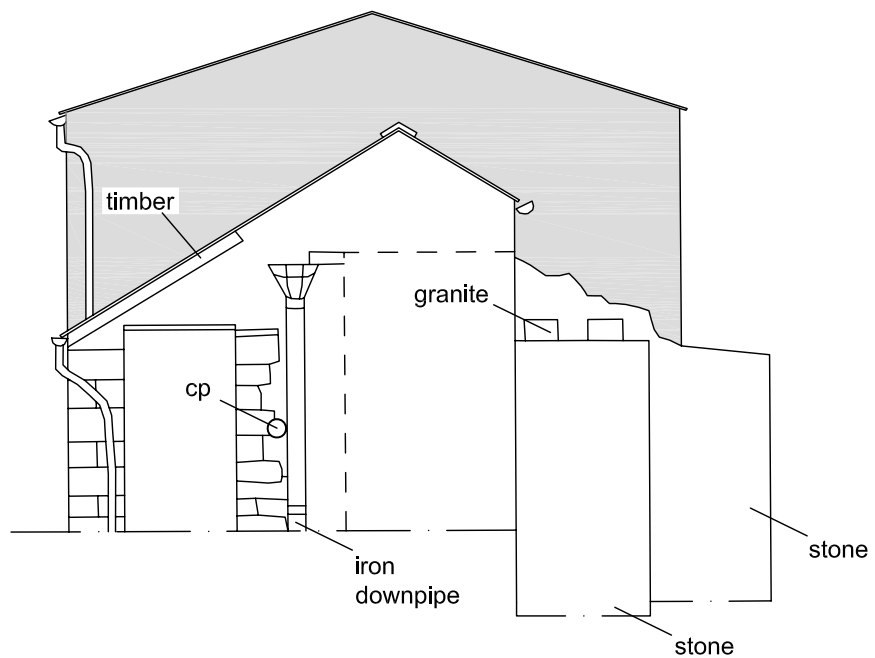 timber
granite
cp
stone
iron
downpipe
stone